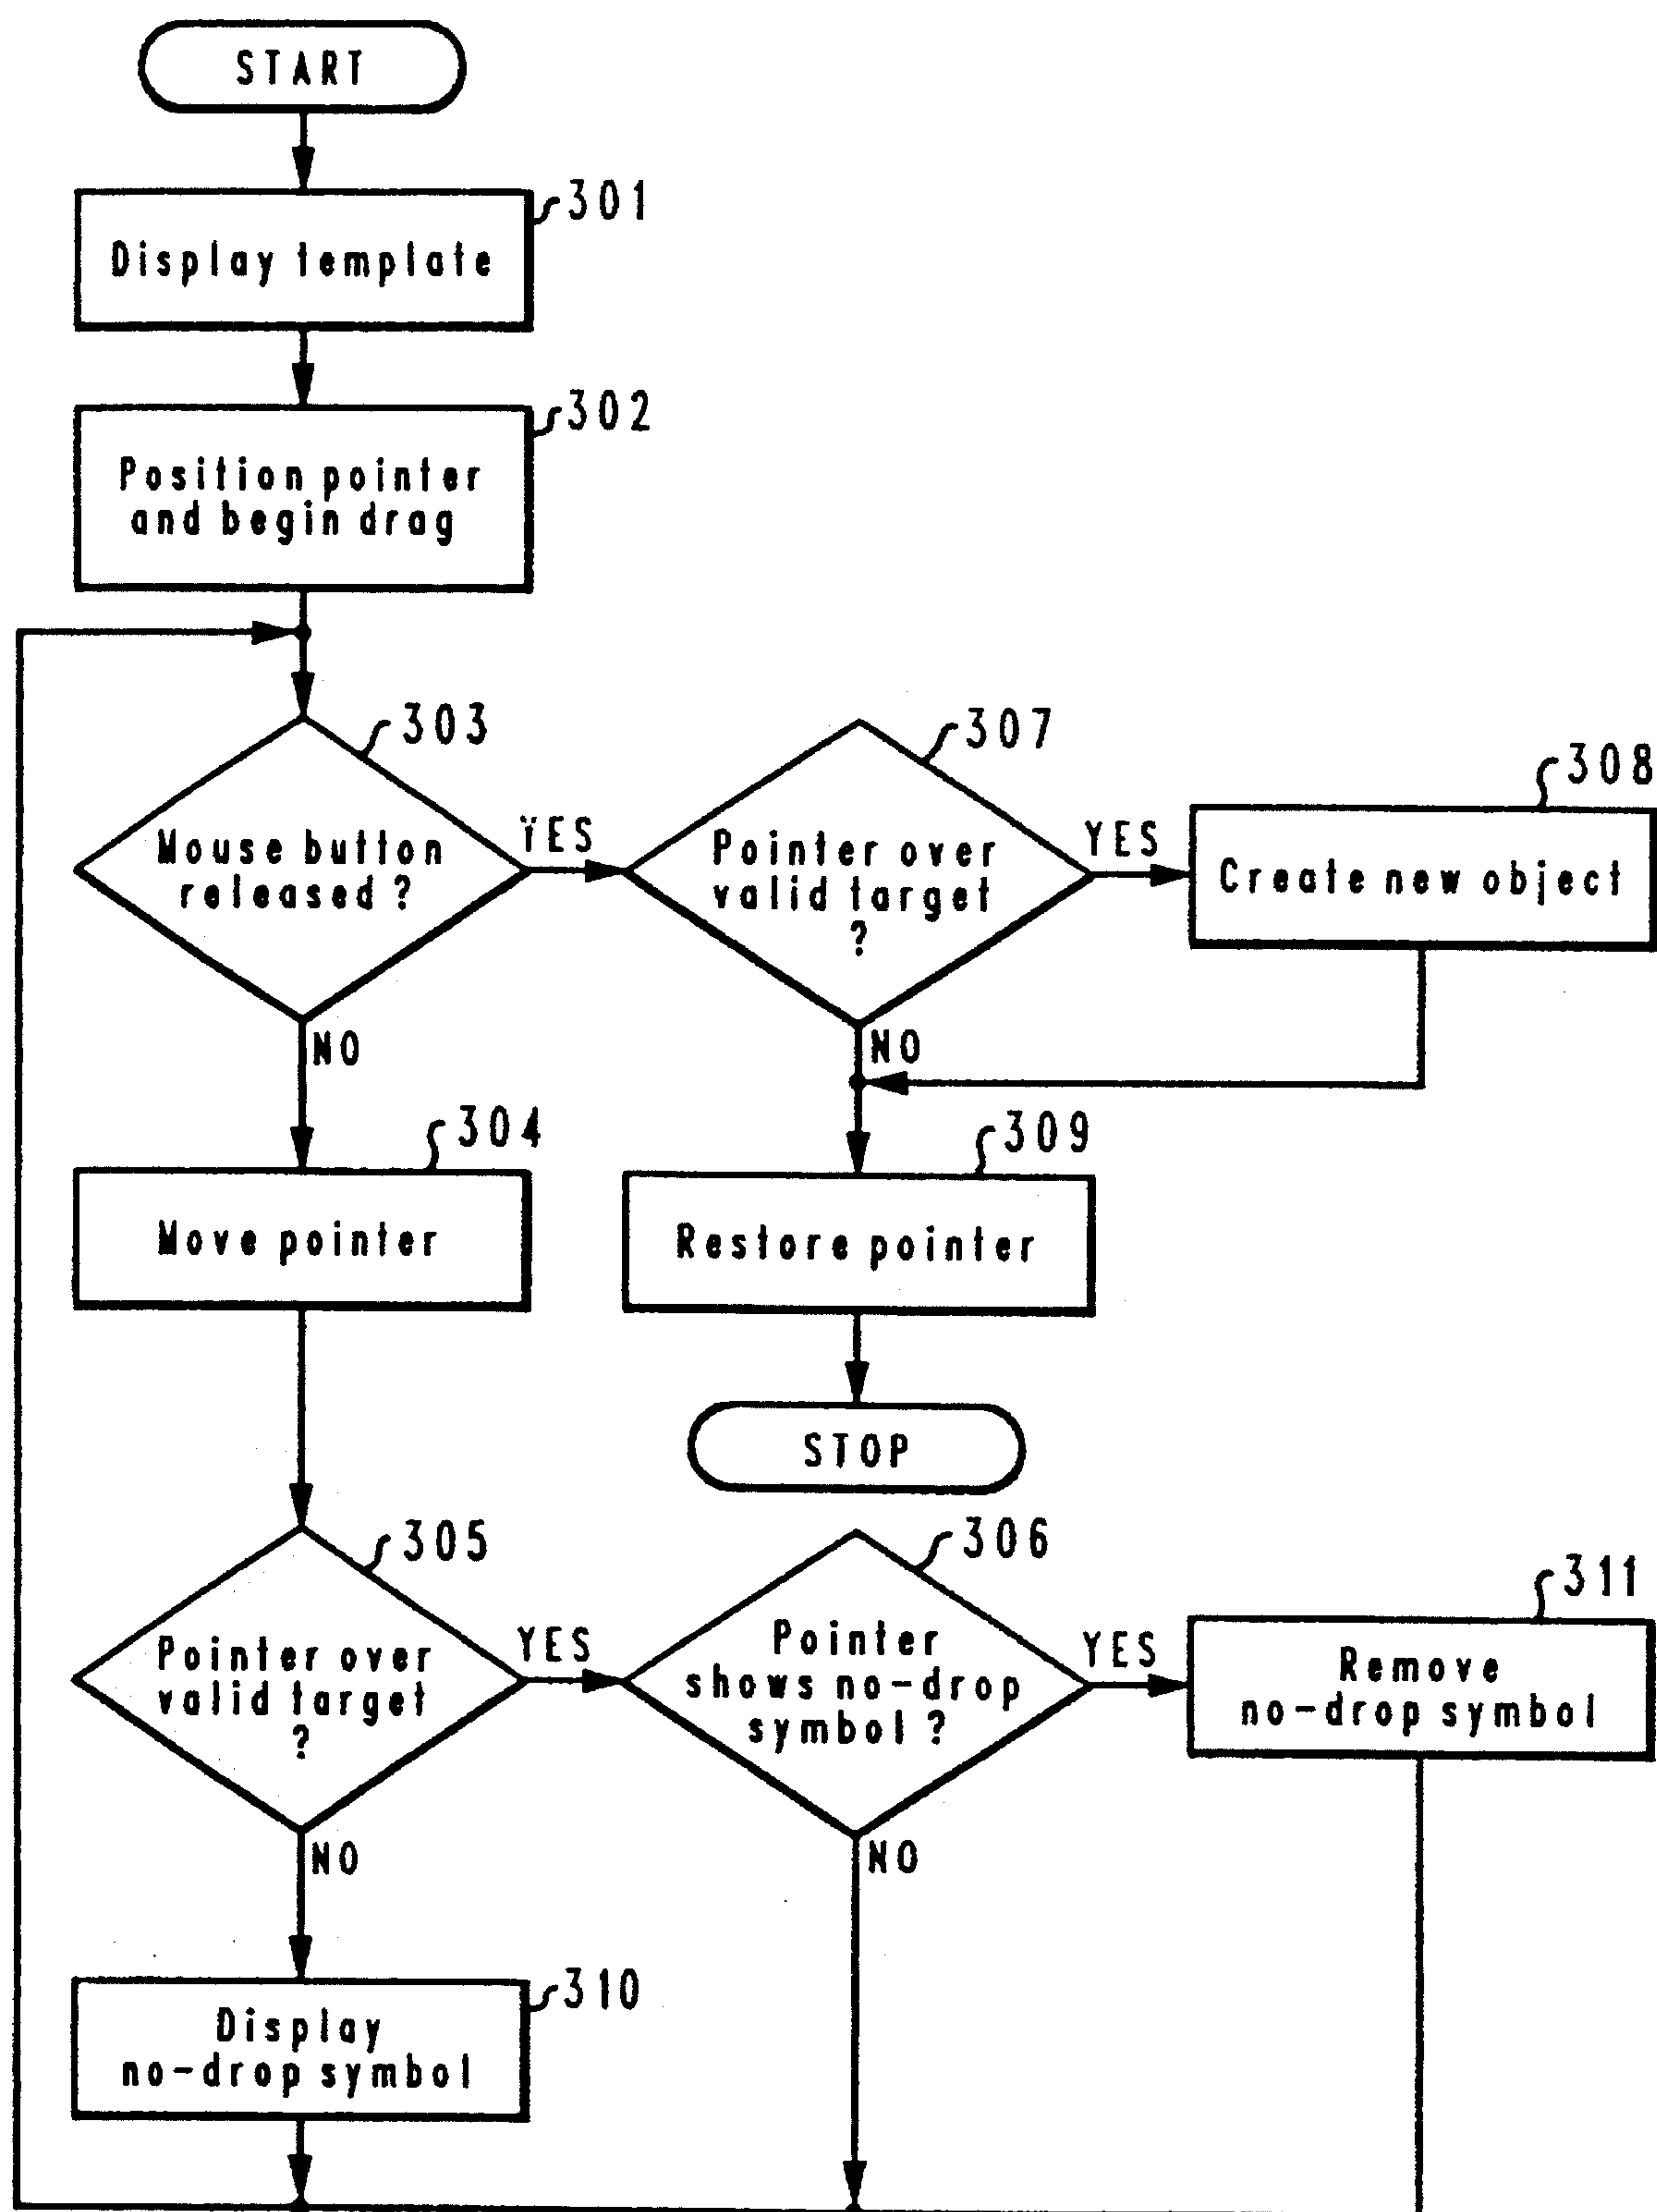 START
301
Display template
302
Position pointer
and begin drag
303
Mouse button
released ?
YES
NO
307
Pointer over
valid target
?
YES
NO
308
Create new object
304
Move pointer
309
Restore pointer
STOP
305
Pointer over
valid target
?
YES
NO
306
Pointer
shows no-drop
symbol ?
YES
NO
311
Remove
no-drop symbol
310
Display
no-drop symbol